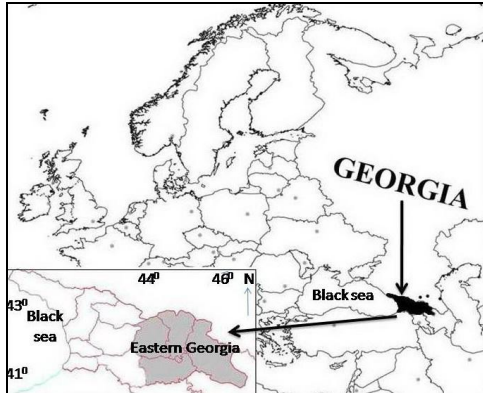 GEORGIA
Black sea
44⁰ 46⁰ N
43⁰
Black
sea
Eastern Georgia
41⁰